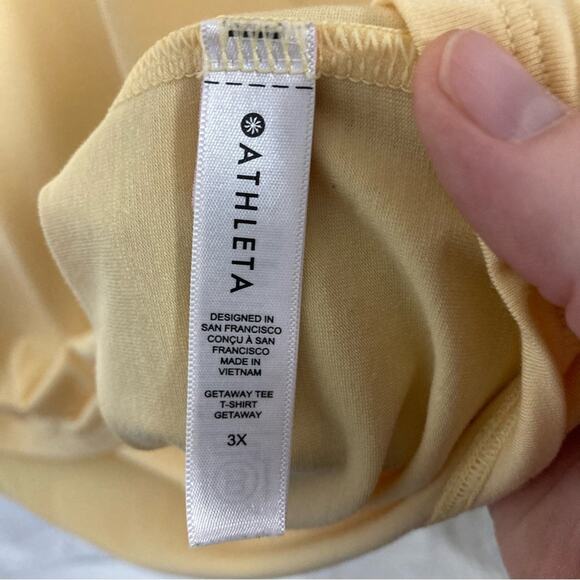 ATHLETA
DESIGNED IN
SAN FRANCISCO
CONÇU À SAN
FRANCISCO
MADE IN
VIETNAM
GETAWAY TEE
T-SHIRT
GETAWAY
3X